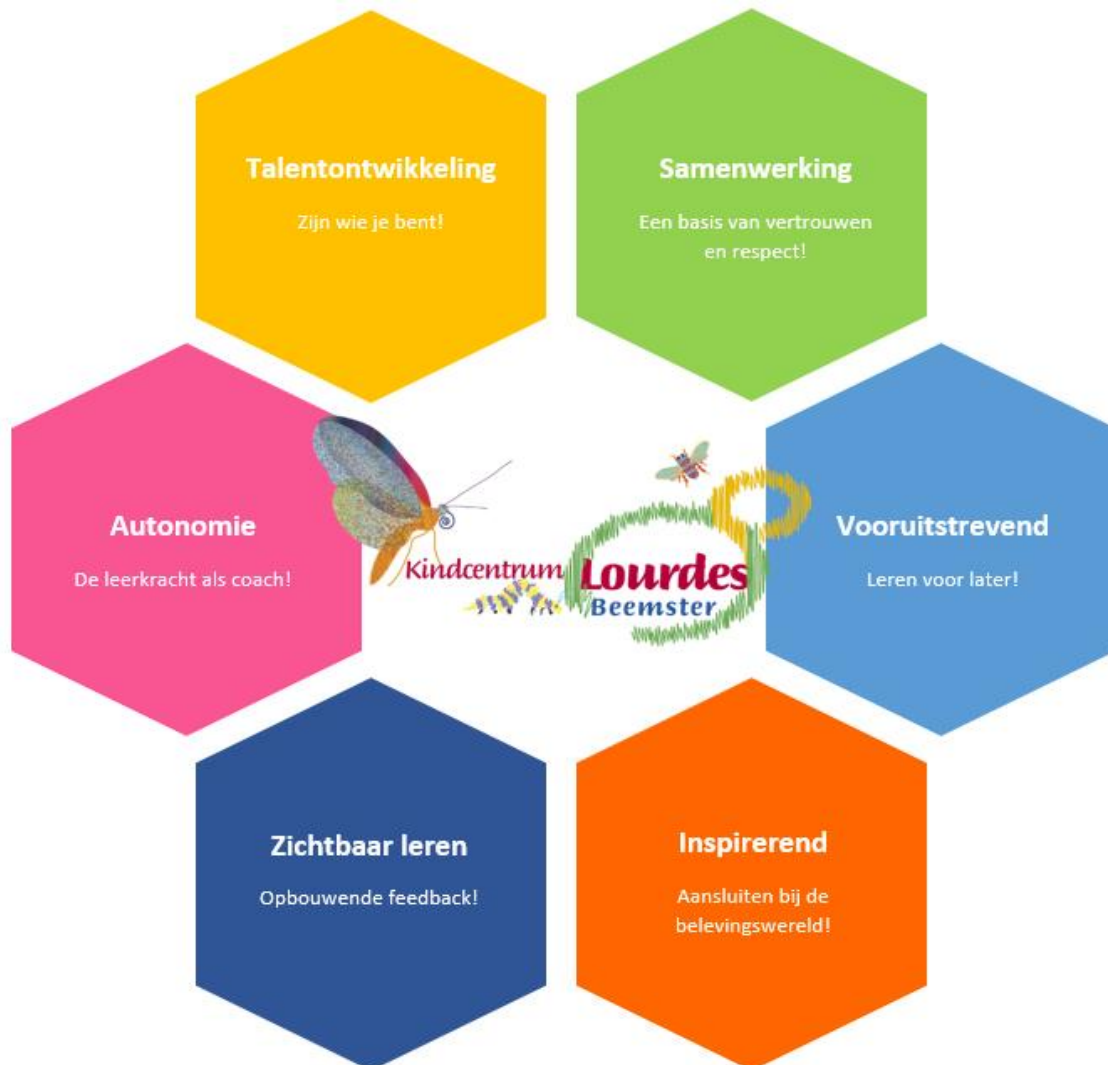 Talentontwikkeling
Zijn wie je bent!
Samenwerking
Een basis van vertrouwen
en respect!
Autonomie
De leerkracht als coach!
Kindcentrum Lourdes
Beemster
Vooruitstrevend
Leren voor later!
Zichtbaar leren
Opbouwende feedback!
Inspirerend
Aansluiten bij de
belevingswereld!